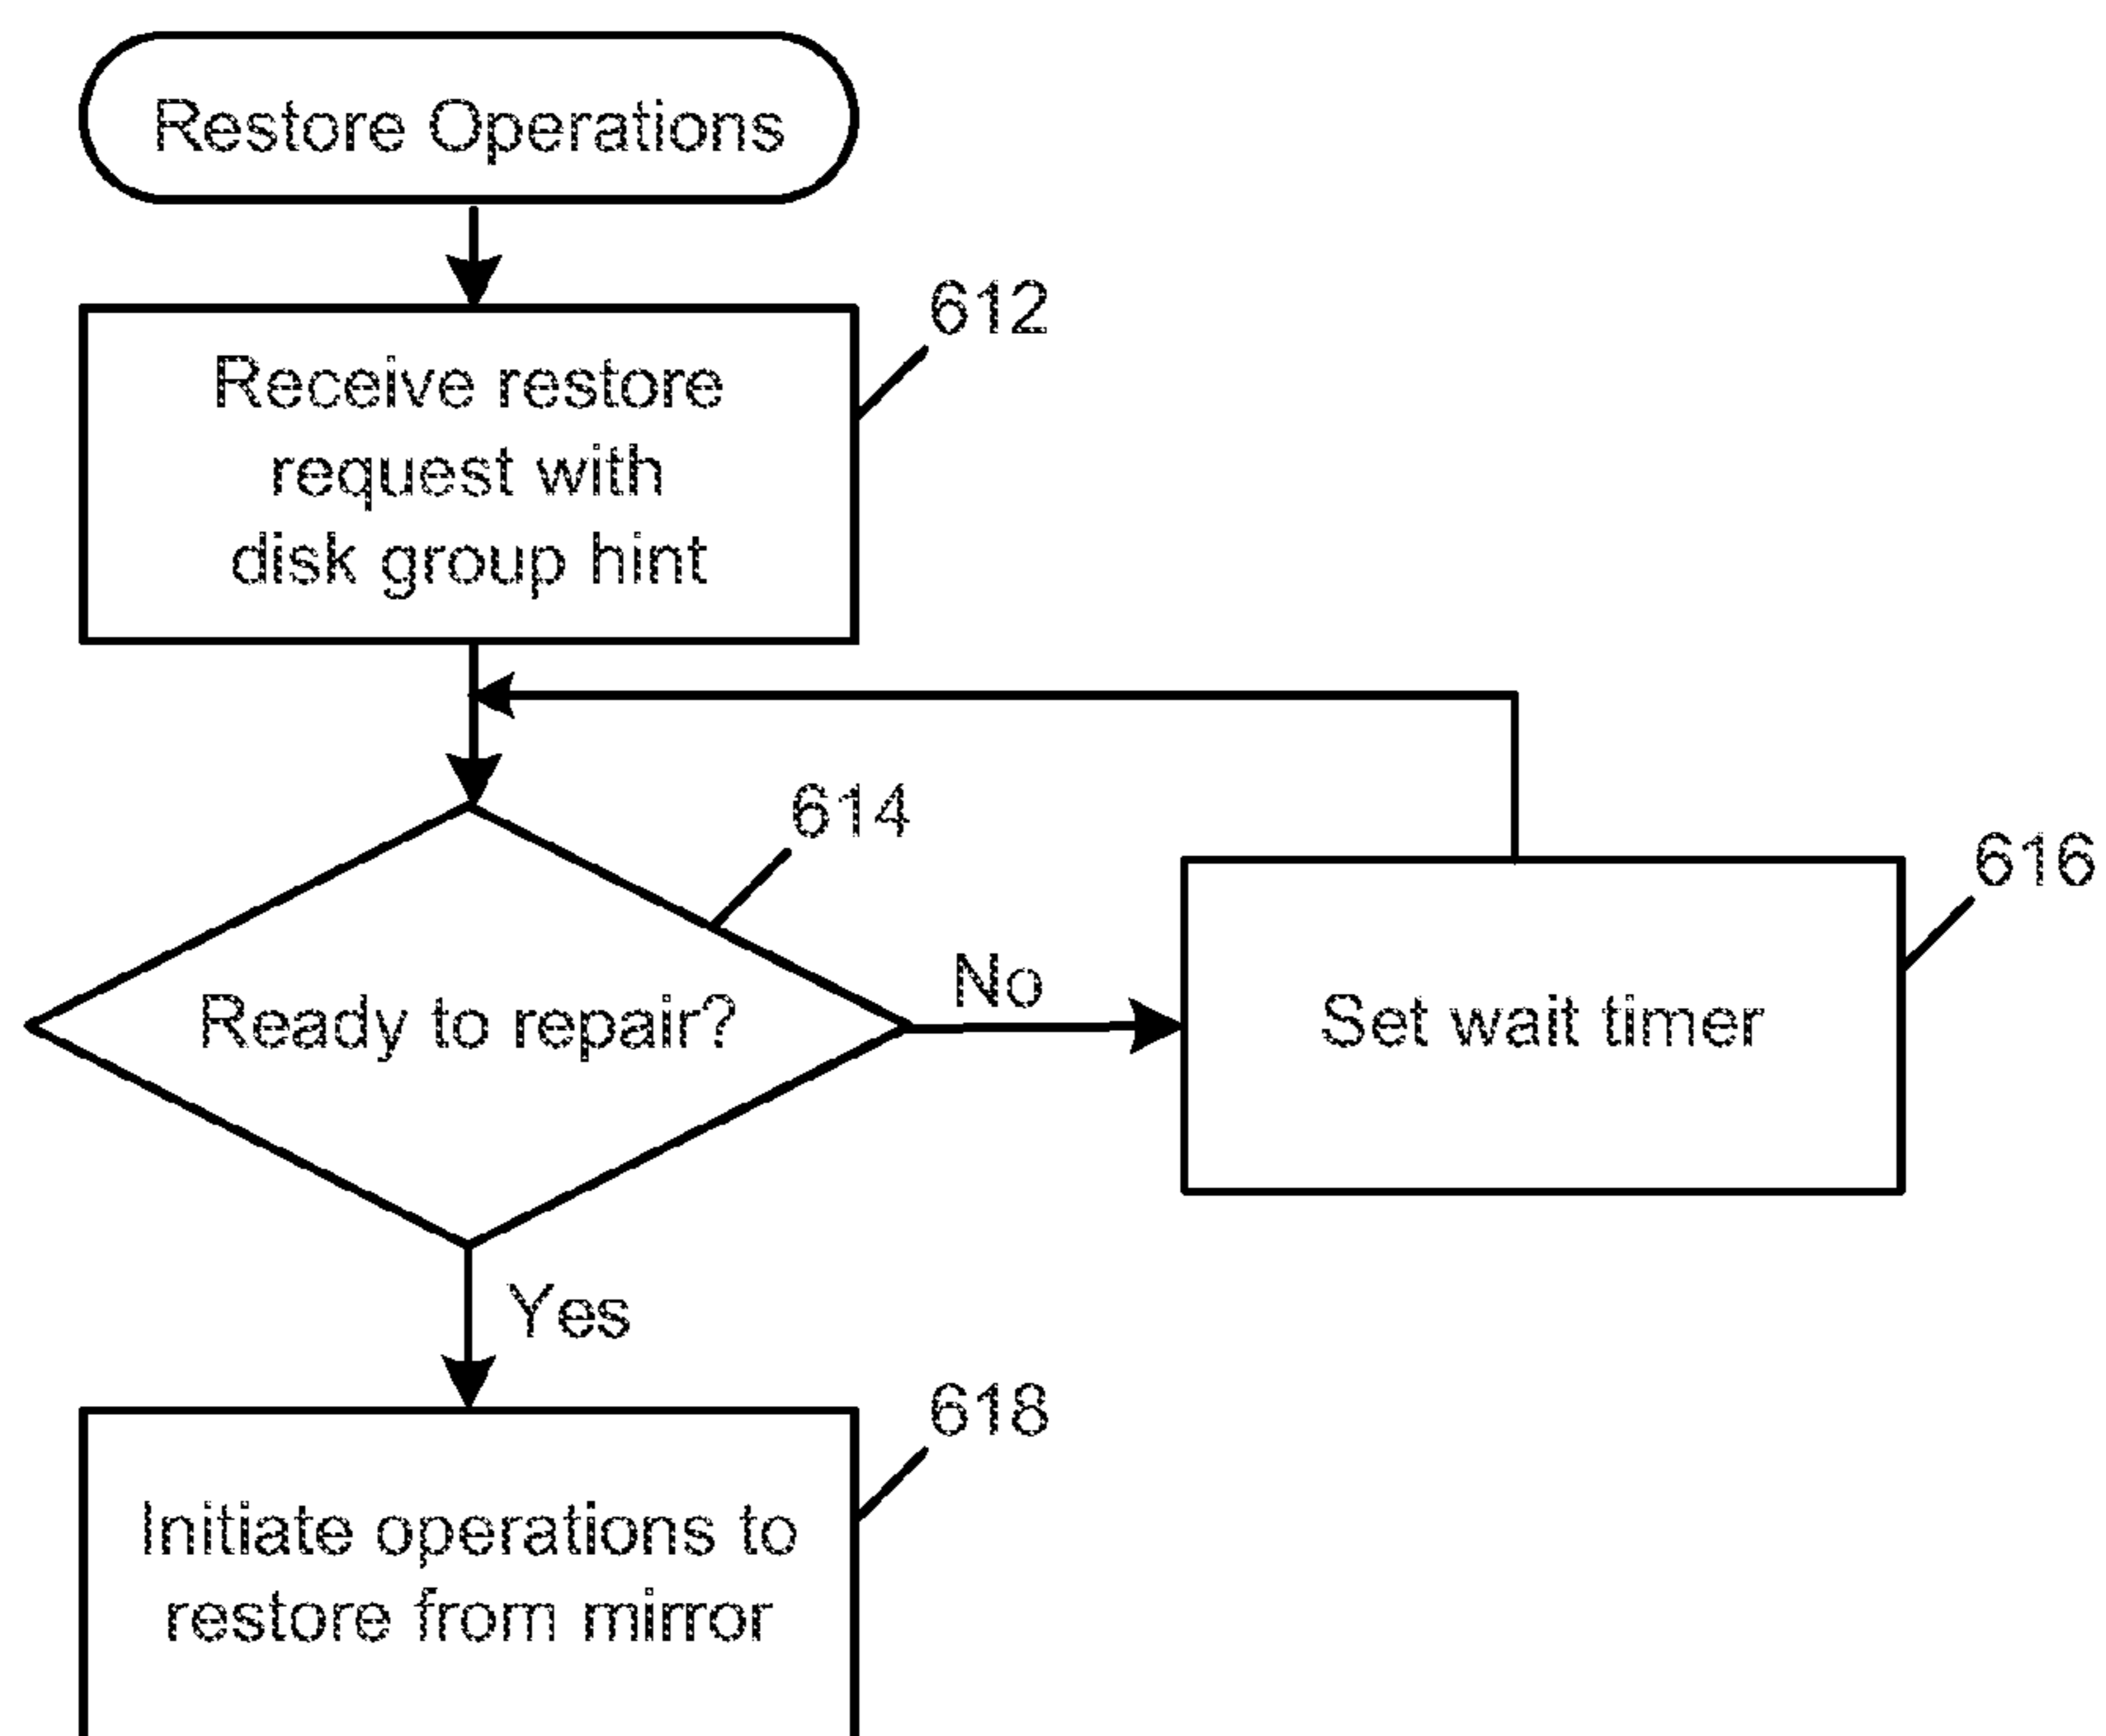 Restore Operations
612
Receive restore
request with
disk group hint
614
616
Ready to repair?
No
Set wait timer
Yes
618
Initiate operations to
restore from mirror